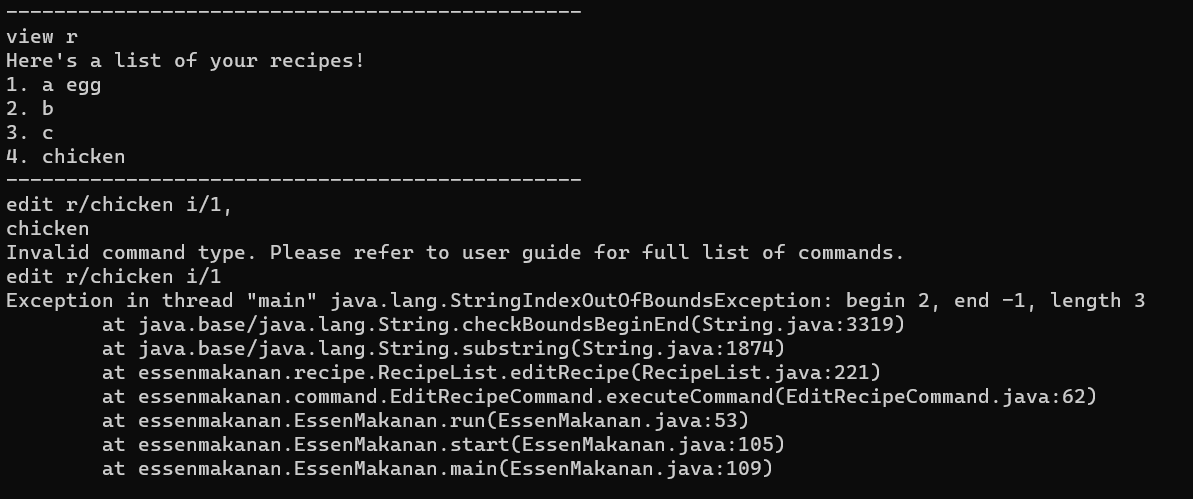 ------------------------------------------------
view r
Here's a list of your recipes!
1. a egg
2. b
3. c
4. chicken
------------------------------------------------
edit r/chicken i/1,
chicken
Invalid command type. Please refer to user guide for full list of commands.
edit r/chicken i/1
Exception in thread "main" java.lang.StringIndexOutOfBoundsException: begin 2, end -1, length 3
        at java.base/java.lang.String.checkBoundsBeginEnd(String.java:3319)
        at java.base/java.lang.String.substring(String.java:1874)
        at essenmakanan.recipe.RecipeList.editRecipe(RecipeList.java:221)
        at essenmakanan.command.EditRecipeCommand.executeCommand(EditRecipeCommand.java:62)
        at essenmakanan.EssenMakanan.run(EssenMakanan.java:53)
        at essenmakanan.EssenMakanan.start(EssenMakanan.java:105)
        at essenmakanan.EssenMakanan.main(EssenMakanan.java:109)